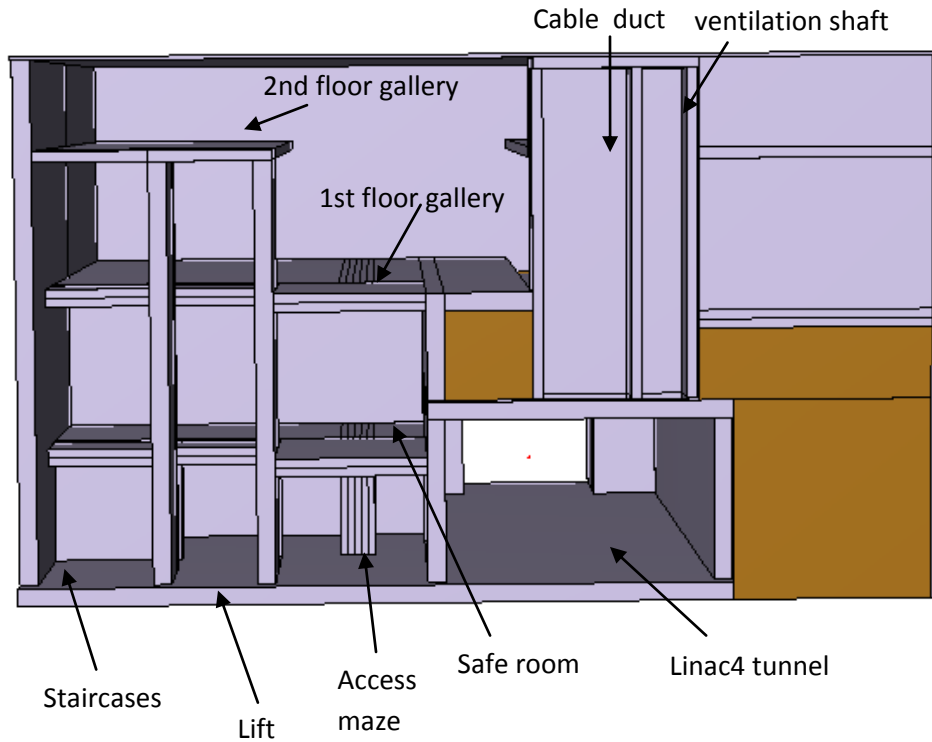 Cable duct
ventilation shaft
2nd floor gallery
1st floor gallery
Safe room
Linac4 tunnel
Access
maze
Staircases
Lift